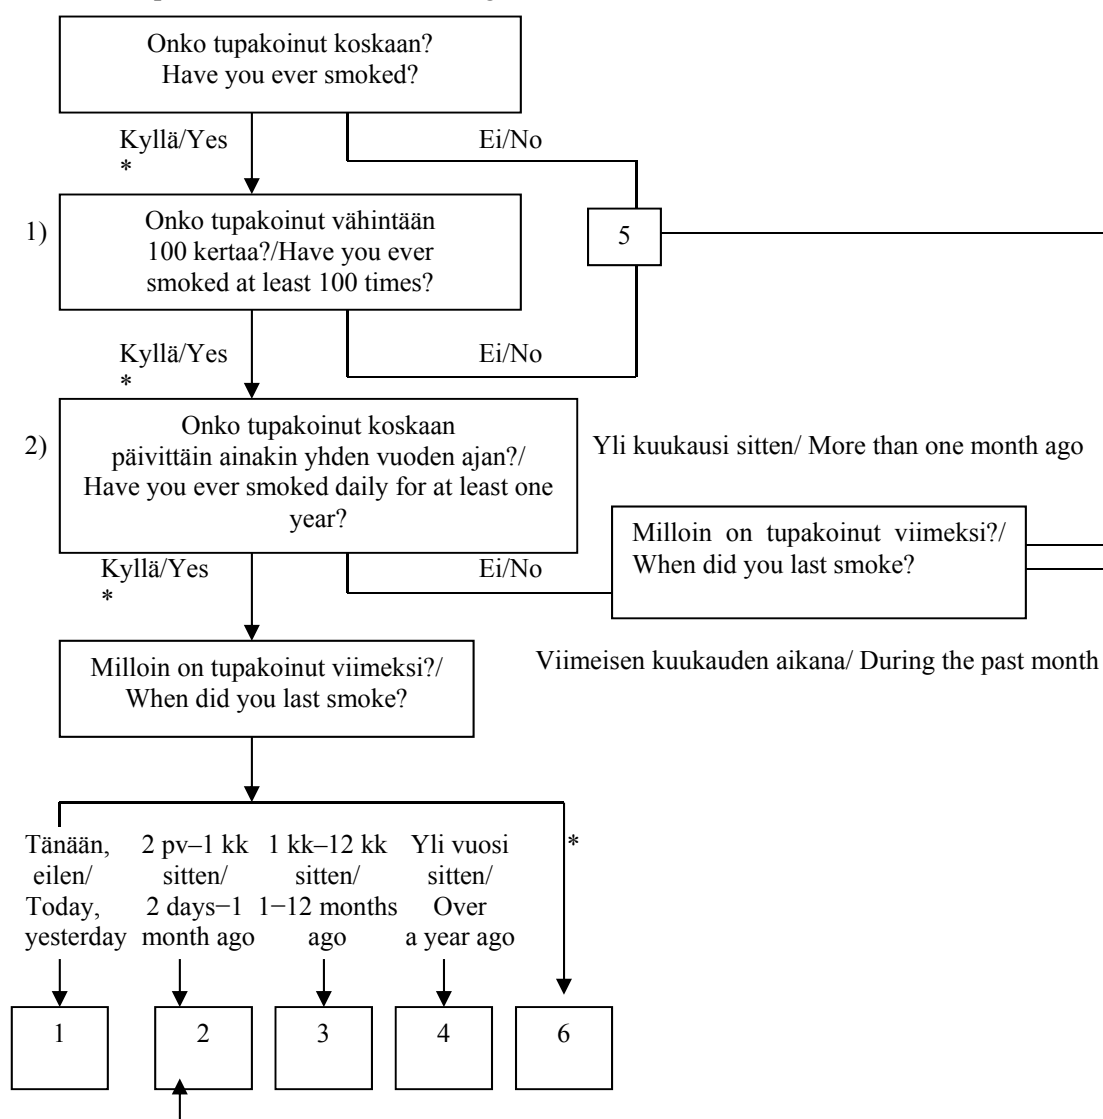 Onko tupakoinut koskaan?
Have you ever smoked?
Kyllä/Yes
*
Ei/No
1)
Onko tupakoinut vähintään
100 kertaa?/Have you ever
smoked at least 100 times?
5
Kyllä/Yes
*
Ei/No
2)
Onko tupakoinut koskaan
päivittäin ainakin yhden vuoden ajan?/
Have you ever smoked daily for at least one
year?
Yli kuukausi sitten/ More than one month ago
Milloin on tupakoinut viimeksi?/
When did you last smoke?
Kyllä/Yes
*
Ei/No
Viimeisen kuukauden aikana/ During the past month
Milloin on tupakoinut viimeksi?/
When did you last smoke?
Tänään,
eilen/
Today,
yesterday
2 pv–1 kk
sitten/
2 days−1
month ago
1 kk–12 kk
sitten/
1−12 months
ago
Yli vuosi
sitten/
Over
a year ago
*
1
2
3
4
6